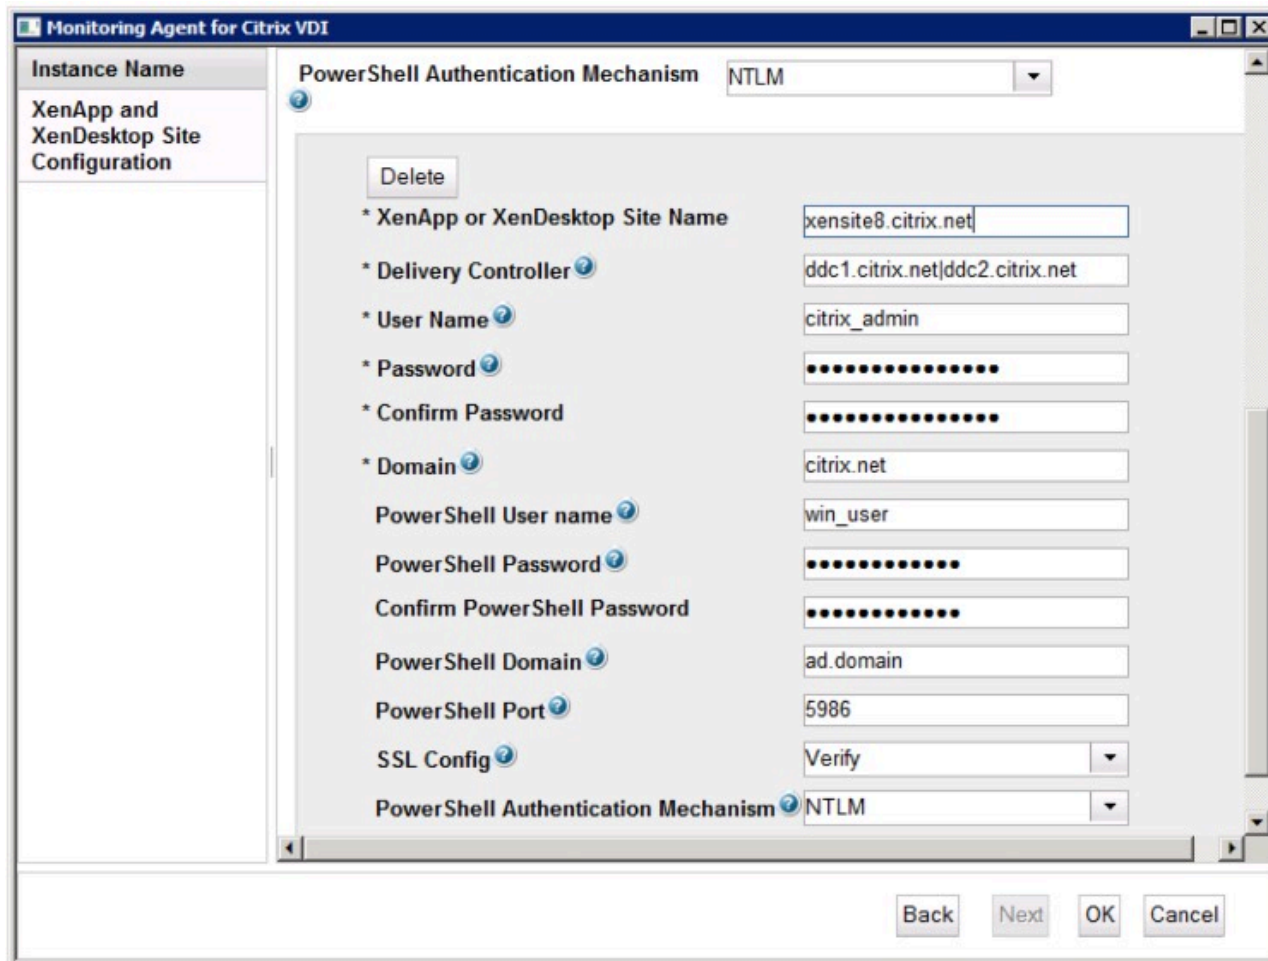 Monitoring Agent for Citrix VDI
Instance Name
XenApp and
XenDesktop Site
Configuration
PowerShell Authentication Mechanism NTLM
Delete
* XenApp or XenDesktop Site Name xensite8.citrix.net
* Delivery Controller ddc1.citrix.net|ddc2.citrix.net
* User Name citrix_admin
* Password •••••••••••••••
* Confirm Password •••••••••••••••
* Domain citrix.net
PowerShell User name win_user
PowerShell Password ••••••••••••
Confirm PowerShell Password ••••••••••••
PowerShell Domain ad.domain
PowerShell Port 5986
SSL Config Verify
PowerShell Authentication Mechanism NTLM
Back Next OK Cancel